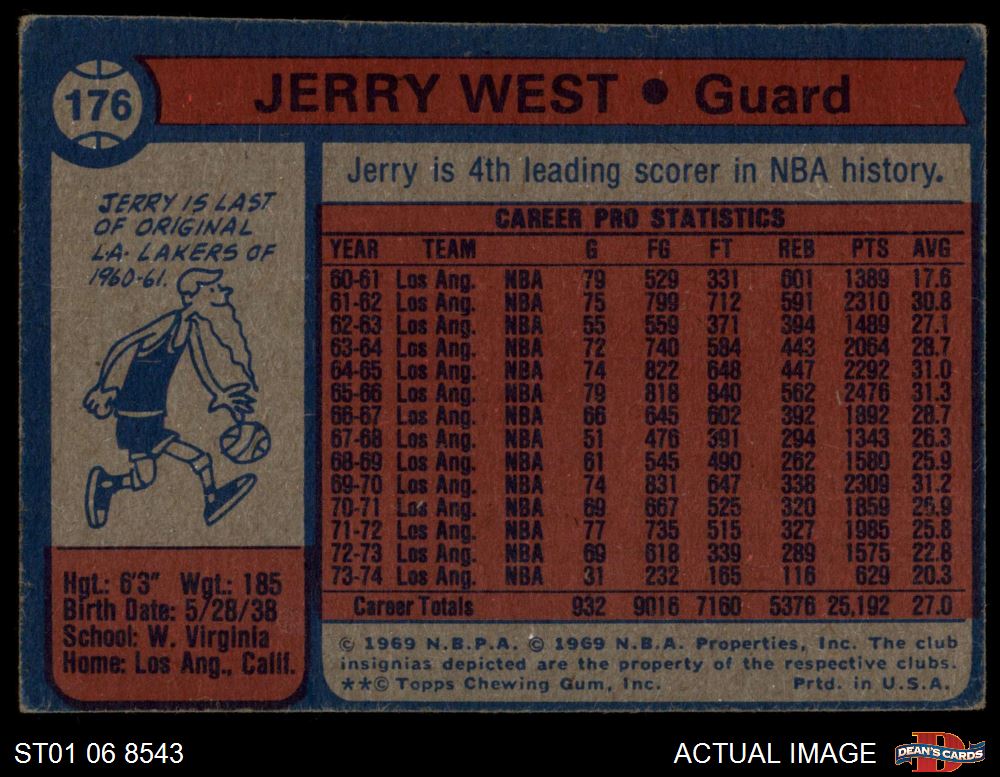 176
JERRY WEST • Guard
JERRY IS LAST
OF ORIGINAL
L.A. LAKERS OF
1960-61.
Hgt.: 6'3" Wgt.: 185
Birth Date: 5/28/38
School: W. Virginia
Home: Los Ang., Calif.
Jerry is 4th leading scorer in NBA history.
CAREER PRO STATISTICS
YEAR TEAM G FG FT REB PTS AVG
60-61 Los Ang. NBA 79 529 331 601 1389 17.6
61-62 Los Ang. NBA 75 799 712 591 2310 30.8
62-63 Los Ang. NBA 55 559 371 394 1489 27.1
63-64 Los Ang. NBA 72 740 584 443 2064 28.7
64-65 Los Ang. NBA 74 822 648 447 2292 31.0
65-66 Los Ang. NBA 79 818 840 562 2476 31.3
66-67 Los Ang. NBA 66 645 602 392 1892 28.7
67-68 Los Ang. NBA 51 476 391 294 1343 26.3
68-69 Los Ang. NBA 61 545 490 262 1580 25.9
69-70 Los Ang. NBA 74 831 647 338 2309 31.2
70-71 Los Ang. NBA 69 667 525 320 1859 26.9
71-72 Los Ang. NBA 77 735 515 327 1985 25.8
72-73 Los Ang. NBA 69 618 339 289 1575 22.8
73-74 Los Ang. NBA 31 232 165 116 629 20.3
Career Totals 932 9016 7160 5376 25,192 27.0
© 1969 N.B.P.A. © 1969 N.B.A. Properties, Inc. The club
insignias depicted are the property of the respective clubs.
**© Topps Chewing Gum, Inc. Prtd. in U.S.A.
ST01 06 8543
ACTUAL IMAGE
D
DEAN'S CARDS